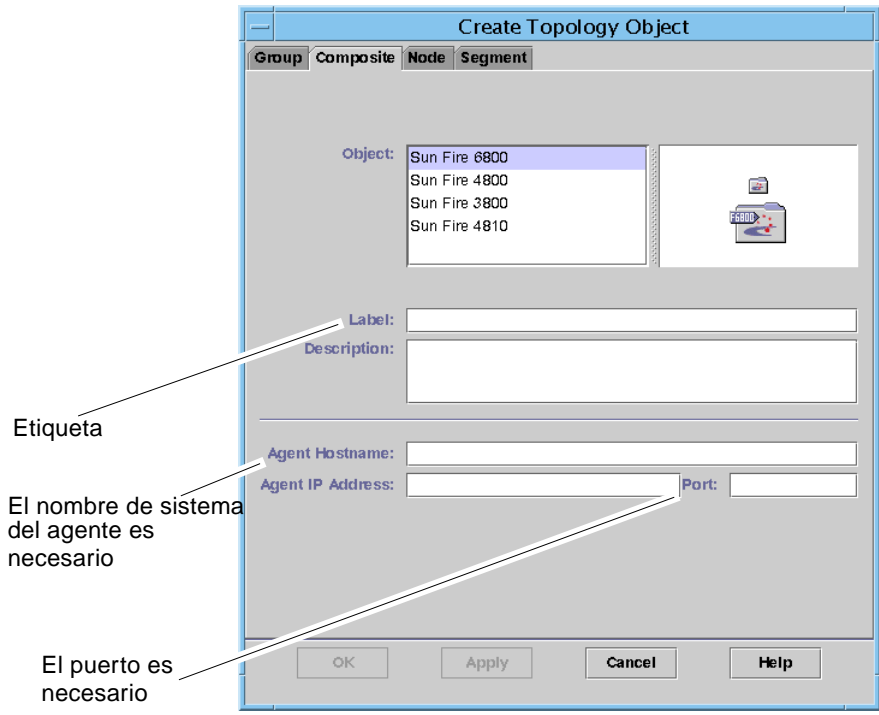 Create Topology Object
Group Composite Node Segment
Object:
Sun Fire 6800
Sun Fire 4800
Sun Fire 3800
Sun Fire 4810
F6800
Label:
Description:
Etiqueta
Agent Hostname:
Agent IP Address:
Port:
El nombre de sistema
del agente es
necesario
El puerto es
necesario
OK Apply Cancel Help